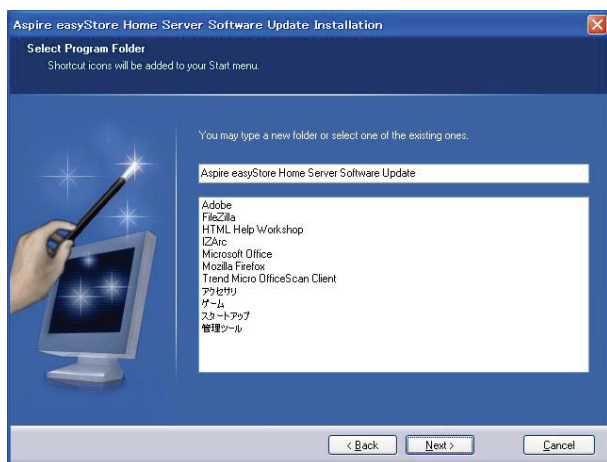 Aspire easyStore Home Server Software Update Installation
Select Program Folder
Shortcut icons will be added to your Start menu.
You may type a new folder or select one of the existing ones.
Aspire easyStore Home Server Software Update
Adobe
FileZilla
HTML Help Workshop
IZArc
Microsoft Office
Mozilla Firefox
Trend Micro OfficeScan Client
アクセサリ
ゲーム
スタートアップ
管理ツール
< Back
Next >
Cancel